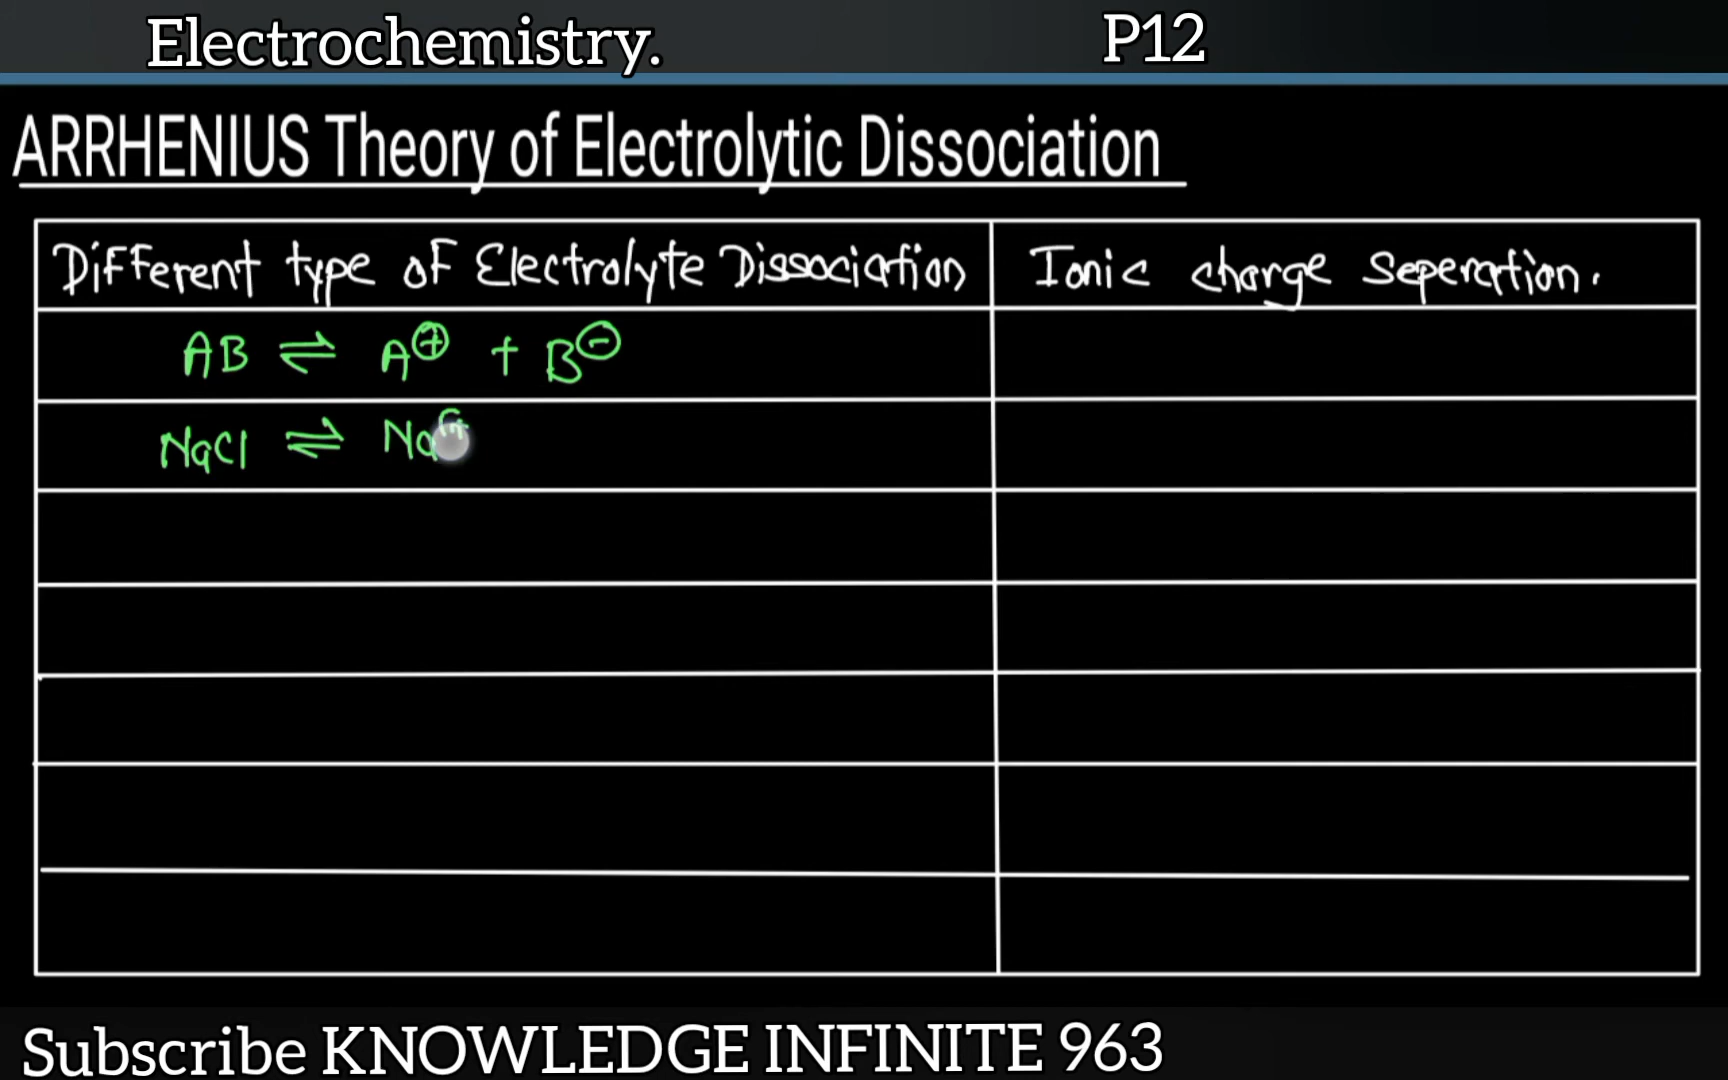 Electrochemistry. P12
ARRHENIUS Theory of Electrolytic Dissociation
Different type of Electrolyte Dissociation Ionic charge Seperation.
AB ⇌ A⊕ + B⊖
NaCl ⇌ Na
Subscribe KNOWLEDGE INFINITE 963